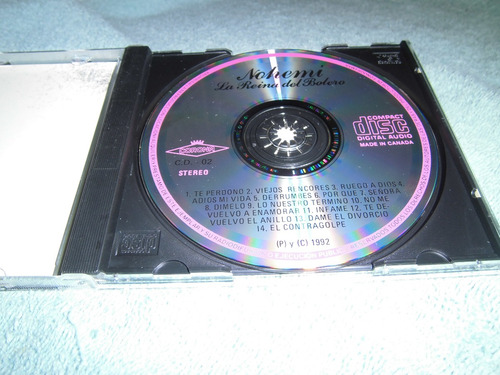 Nohemi
La Reina del Bolero
CORONA
C.D. 02
STEREO
COMPACT
disc
DIGITAL AUDIO
MADE IN CANADA
1. TE PERDONO 2. VIEJOS RENCORES 3. RUEGO A DIOS 4.
ADIOS MI VIDA 5. DERRUMBES 6. POR QUE 7. SEÑORA
8. DIMELO 9. LO NUESTRO TERMINO 10. NO ME
VUELVO A ENAMORAR 11. INFAME 12. TE DE-
VUELVO EL ANILLO 13. DAME EL DIVORCIO
14. EL CONTRAGOLPE
(P) y (C) 1992